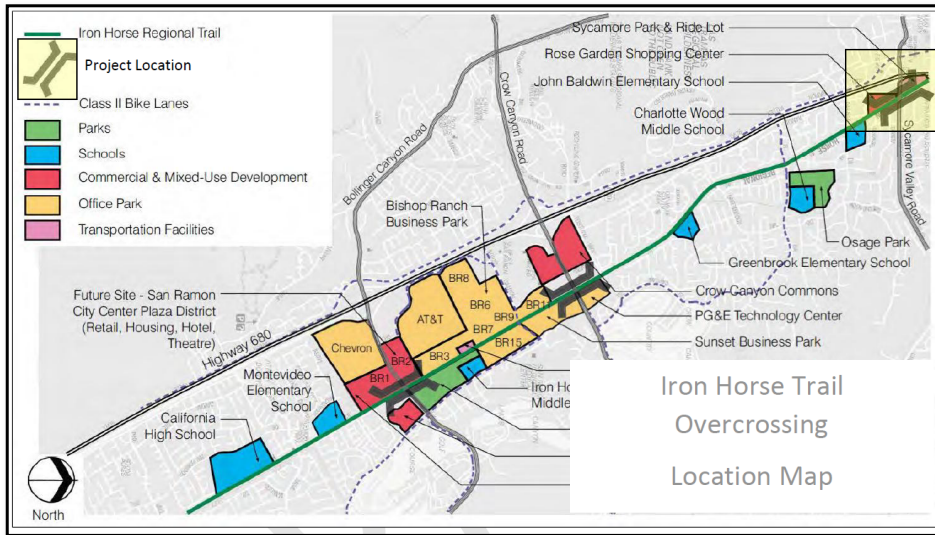 Iron Horse Regional Trail
Project Location
Class II Bike Lanes
Parks
Schools
Commercial & Mixed-Use Development
Office Park
Transportation Facilities
Sycamore Park & Ride Lot
Rose Garden Shopping Center
John Baldwin Elementary School
Charlotte Wood
Middle School
Sycamore Valley Road
Crow Canyon Road
Bollinger Canyon Road
Bishop Ranch
Business Park
Osage Park
Greenbrook Elementary School
Crow Canyon Commons
PG&E Technology Center
Sunset Business Park
Future Site - San Ramon
City Center Plaza District
(Retail, Housing, Hotel,
Theatre)
Highway 680
BR8
BR6
AT&T
BR9
BR7
BR15
BR3
BR2
BR1
Chevron
Montevideo
Elementary
School
California
High School
Iron Ho
Middle
North
Iron Horse Trail
Overcrossing
Location Map